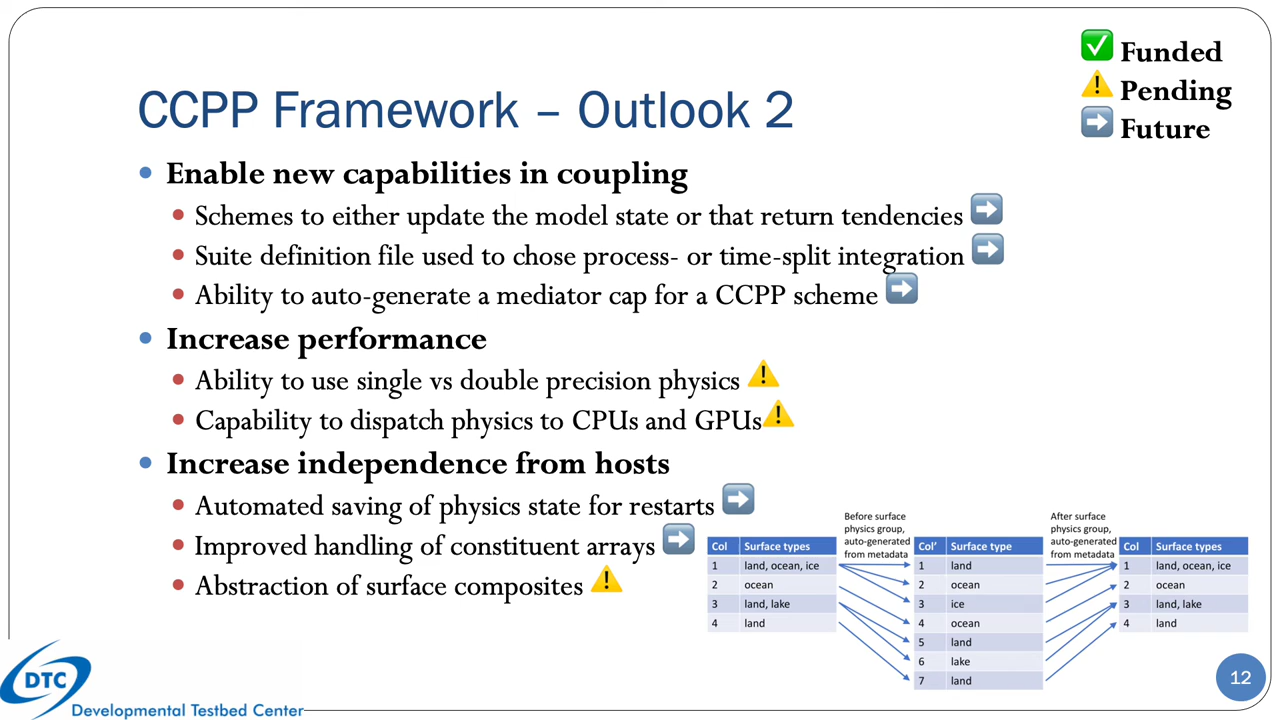 Funded
Pending
Future
CCPP Framework – Outlook 2
Enable new capabilities in coupling
Schemes to either update the model state or that return tendencies
Suite definition file used to chose process- or time-split integration
Ability to auto-generate a mediator cap for a CCPP scheme
Increase performance
Ability to use single vs double precision physics
Capability to dispatch physics to CPUs and GPUs
Increase independence from hosts
Automated saving of physics state for restarts
Improved handling of constituent arrays
Abstraction of surface composites
Before surface
physics group,
auto-generated
from metadata
After surface
physics group,
auto-generated
from metadata
Col Surface types
1 land, ocean, ice
2 ocean
3 land, lake
4 land
Col' Surface type
1 land
2 ocean
3 ice
4 ocean
5 land
6 lake
7 land
Col Surface types
1 land, ocean, ice
2 ocean
3 land, lake
4 land
DTC
Developmental Testbed Center
12